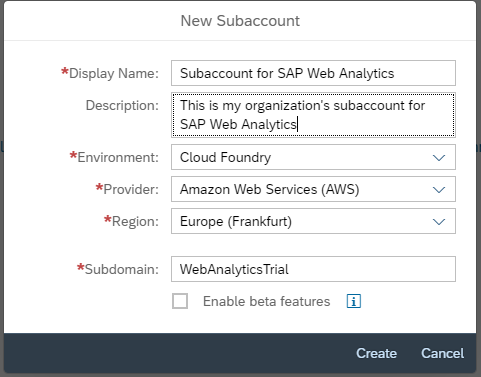 New Subaccount
*Display Name: Subaccount for SAP Web Analytics
Description: This is my organization's subaccount for
SAP Web Analytics
*Environment: Cloud Foundry
*Provider: Amazon Web Services (AWS)
*Region: Europe (Frankfurt)
*Subdomain: WebAnalyticsTrial
Enable beta features
Create Cancel